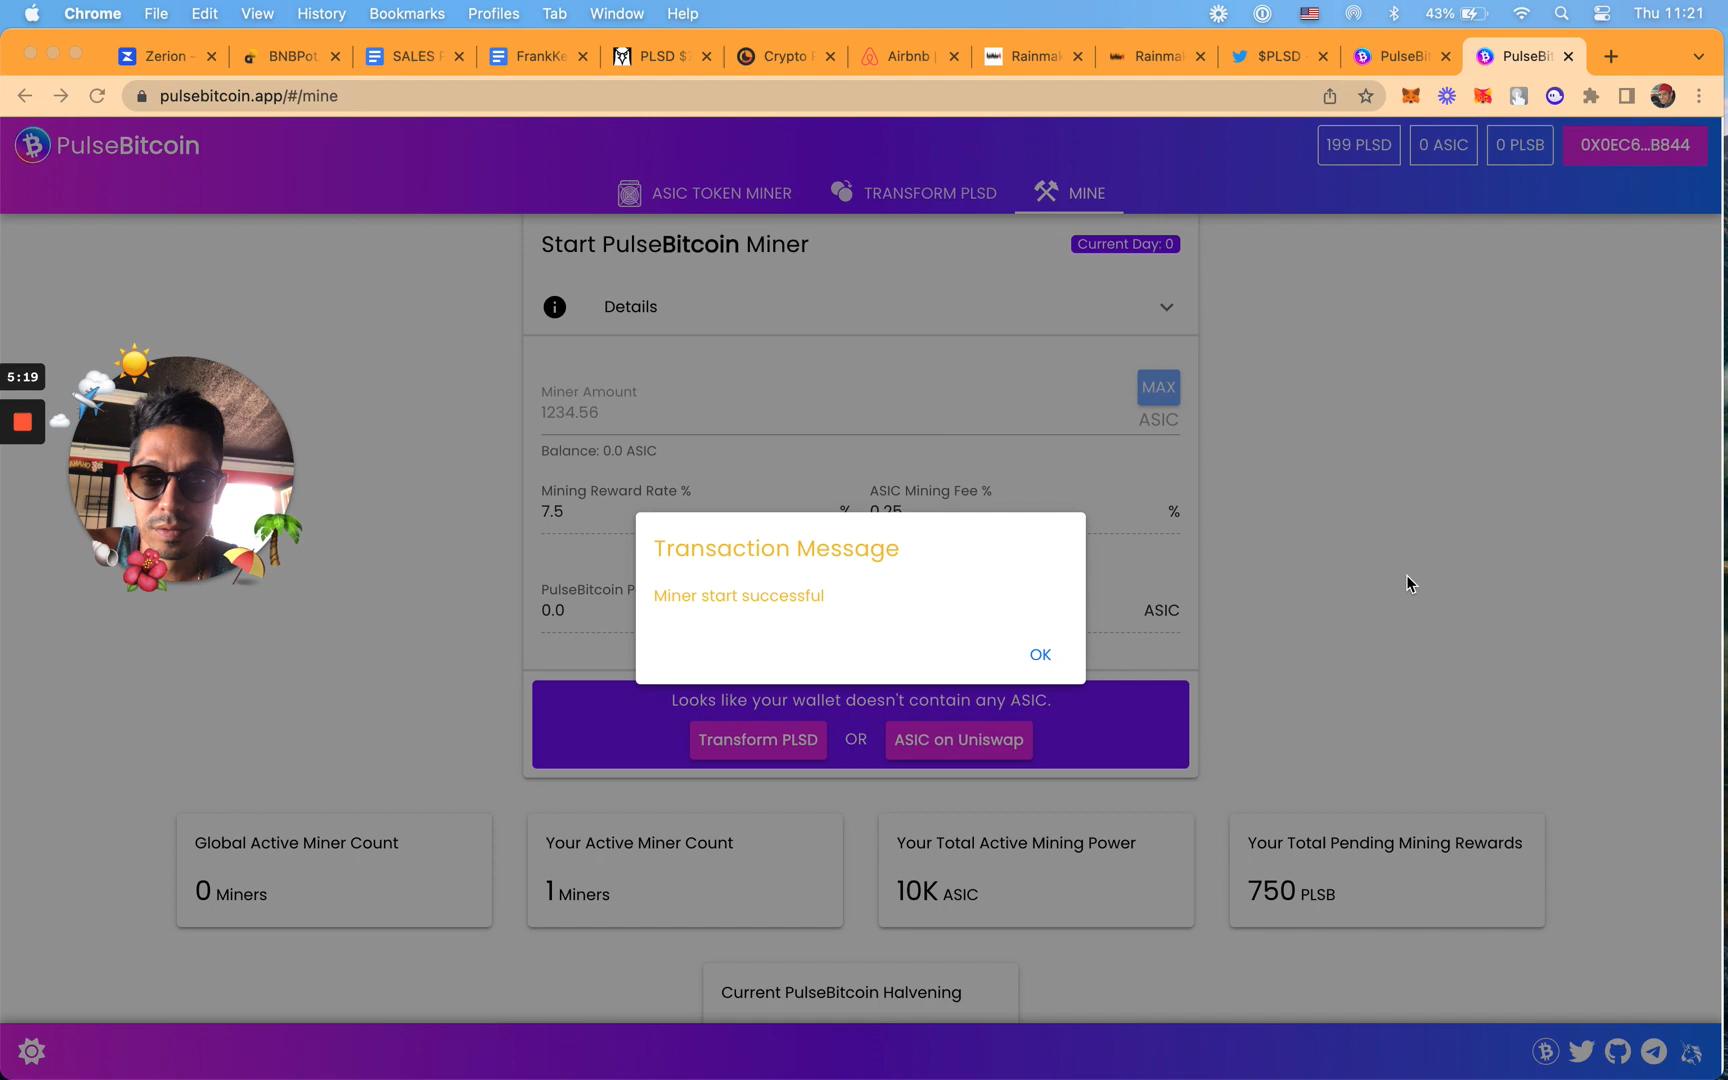 Chrome File Edit View History Bookmarks Profiles Tab Window Help 43% Thu 11:21
Zerion - BNBPot SALES F FrankKe PLSD $ Crypto Airbnb | Rainmak Rainma $PLSD PulseBit PulseBit
pulsebitcoin.app/#/mine
PulseBitcoin
199 PLSD 0 ASIC 0 PLSB 0X0EC6...B844
ASIC TOKEN MINER TRANSFORM PLSD MINE
Start PulseBitcoin Miner
Current Day: 0
Details
5:19
Miner Amount
MAX
1234.56
ASIC
Balance: 0.0 ASIC
Mining Reward Rate % ASIC Mining Fee %
7.5 % 0.25 %
Transaction Message
Miner start successful
OK
PulseBitcoin P
0.0 ASIC
Looks like your wallet doesn't contain any ASIC.
Transform PLSD OR ASIC on Uniswap
Global Active Miner Count
0 Miners
Your Active Miner Count
1 Miners
Your Total Active Mining Power
10K ASIC
Your Total Pending Mining Rewards
750 PLSB
Current PulseBitcoin Halvening